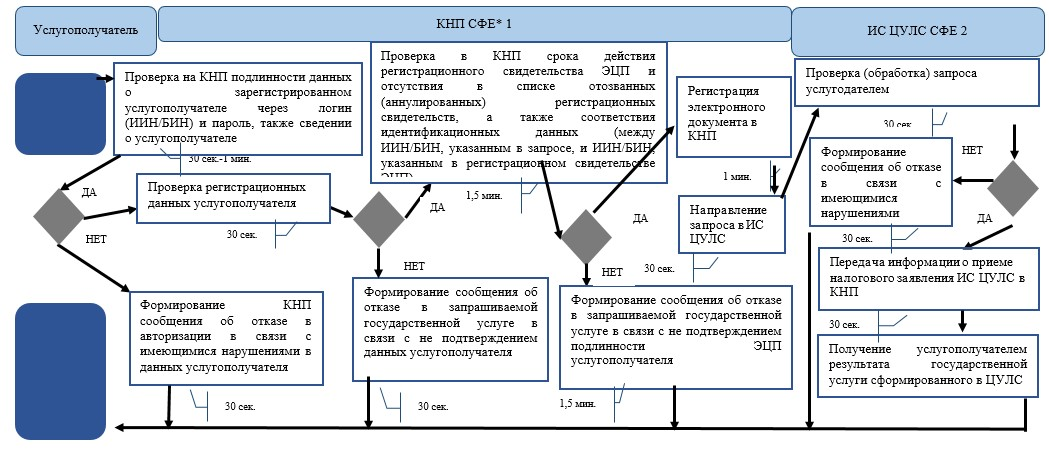 Услугополучатель
КНП СФЕ* 1
ИС ЦУЛС СФЕ 2
Проверка на КНП подлинности данных
о зарегистрированном
услугополучателе через логин
(ИИН/БИН) и пароль, также сведении
о услугополучателе
30 сек.-1 мин.
ДА
НЕТ
Проверка регистрационных
данных услугополучателя
30 сек.
Формирование КНП
сообщения об отказе в
авторизации в связи с
имеющимися нарушениями в
данных услугополучателя
30 сек.
Проверка в КНП срока действия
регистрационного свидетельства ЭЦП и
отсутствия в списке отозванных
(аннулированных) регистрационных
свидетельств, а также соответствия
идентификационных данных (между
ИИН/БИН, указанным в запросе, и ИИН/БИН,
указанным в регистрационном свидетельстве
ЭЦП)
1,5 мин.
ДА
НЕТ
Формирование сообщения об
отказе в запрашиваемой
государственной услуге в
связи с не подтверждением
данных услугополучателя
30 сек.
Регистрация
электронного
документа в
КНП
1 мин.
ДА
НЕТ
Направление
запроса в ИС
ЦУЛС
30 сек.
Формирование сообщения об отказе
в запрашиваемой государственной
услуге в связи с не подтверждением
подлинности ЭЦП
услугополучателя
1,5 мин.
Проверка (обработка) запроса
услугодателем
30 сек.
НЕТ
ДА
Формирование
сообщения об отказе
в связи с
имеющимися
нарушениями
30 сек.
Передача информации о приеме
налогового заявления ИС ЦУЛС в
КНП
30 сек.
Получение услугополучателем
результата государственной
услуги сформированного в ЦУЛС